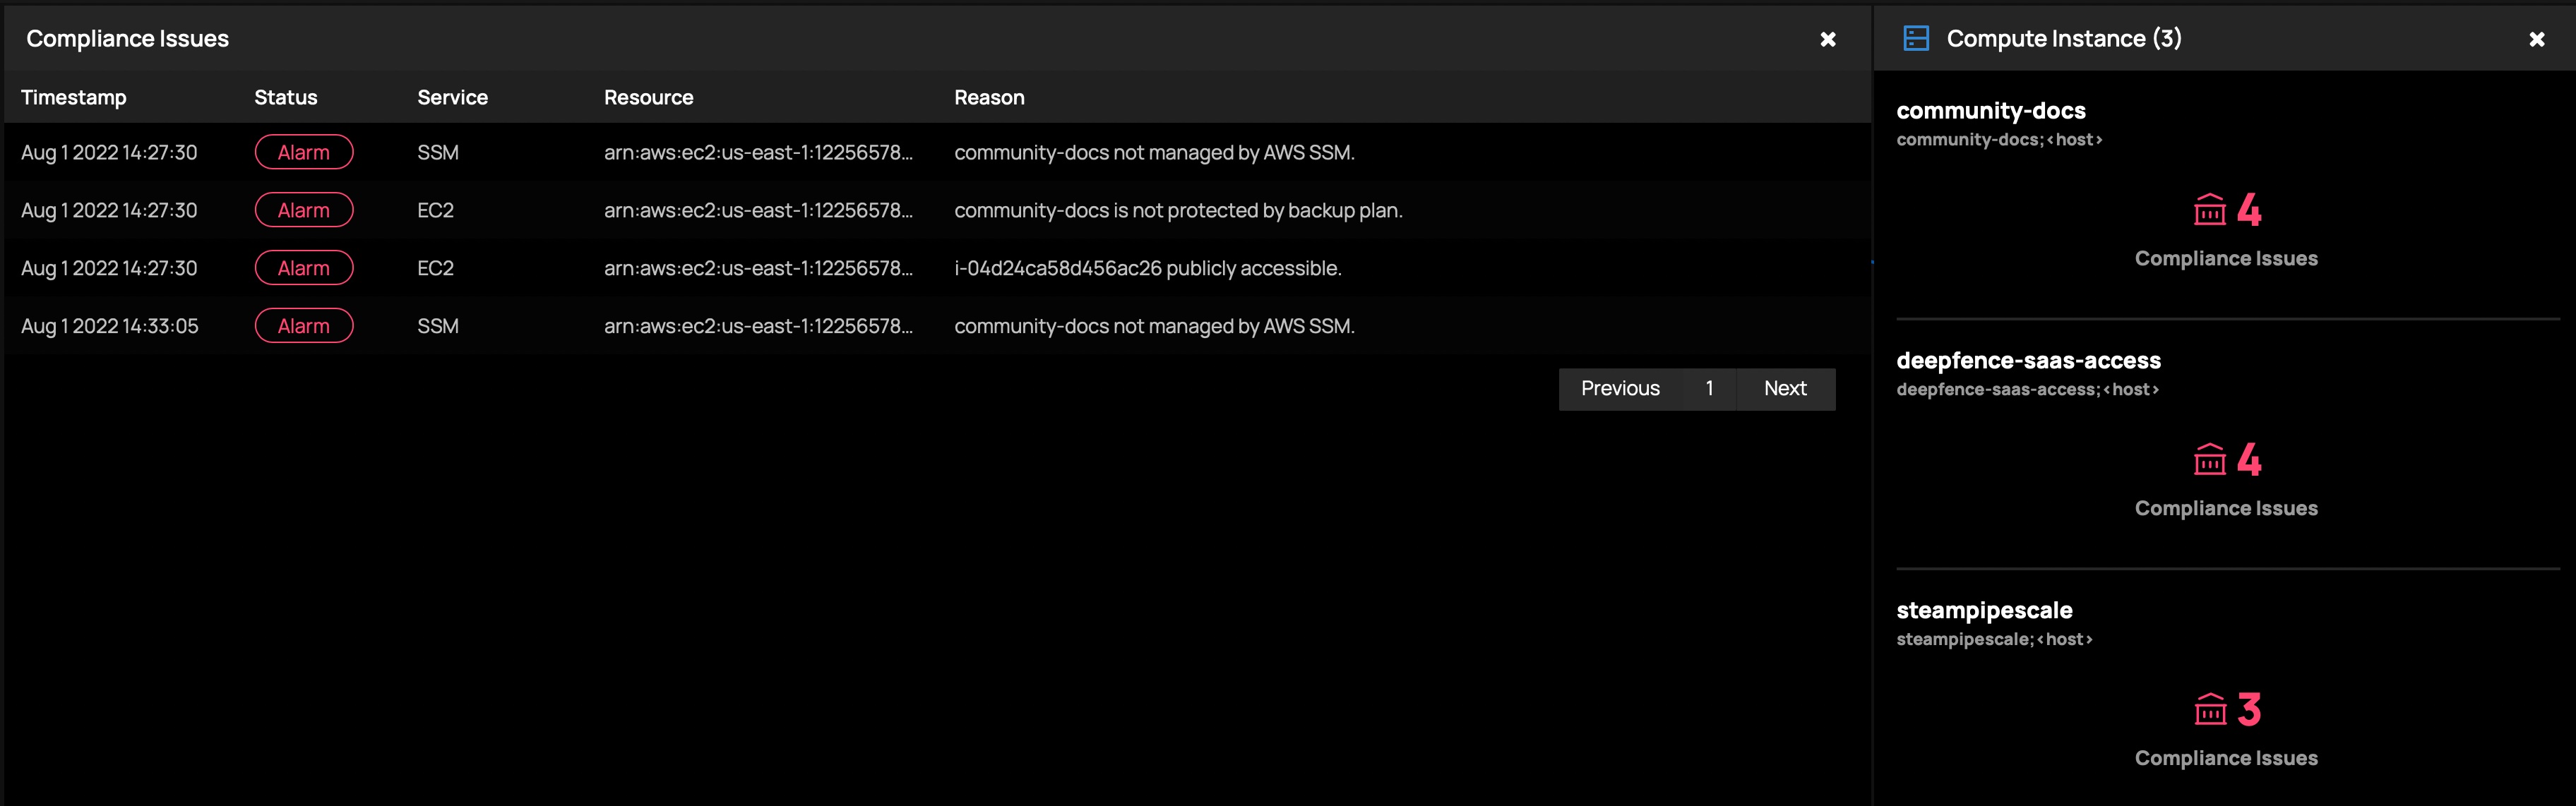 Compliance Issues
Timestamp Status Service Resource Reason
Aug 1 2022 14:27:30 Alarm SSM arn:aws:ec2:us-east-1:12256578... community-docs not managed by AWS SSM.
Aug 1 2022 14:27:30 Alarm EC2 arn:aws:ec2:us-east-1:12256578... community-docs is not protected by backup plan.
Aug 1 2022 14:27:30 Alarm EC2 arn:aws:ec2:us-east-1:12256578... i-04d24ca58d456ac26 publicly accessible.
Aug 1 2022 14:33:05 Alarm SSM arn:aws:ec2:us-east-1:12256578... community-docs not managed by AWS SSM.
Previous 1 Next
Compute Instance (3)
community-docs
community-docs;<host>
4
Compliance Issues
deepfence-saas-access
deepfence-saas-access;<host>
4
Compliance Issues
steampipescale
steampipescale;<host>
3
Compliance Issues